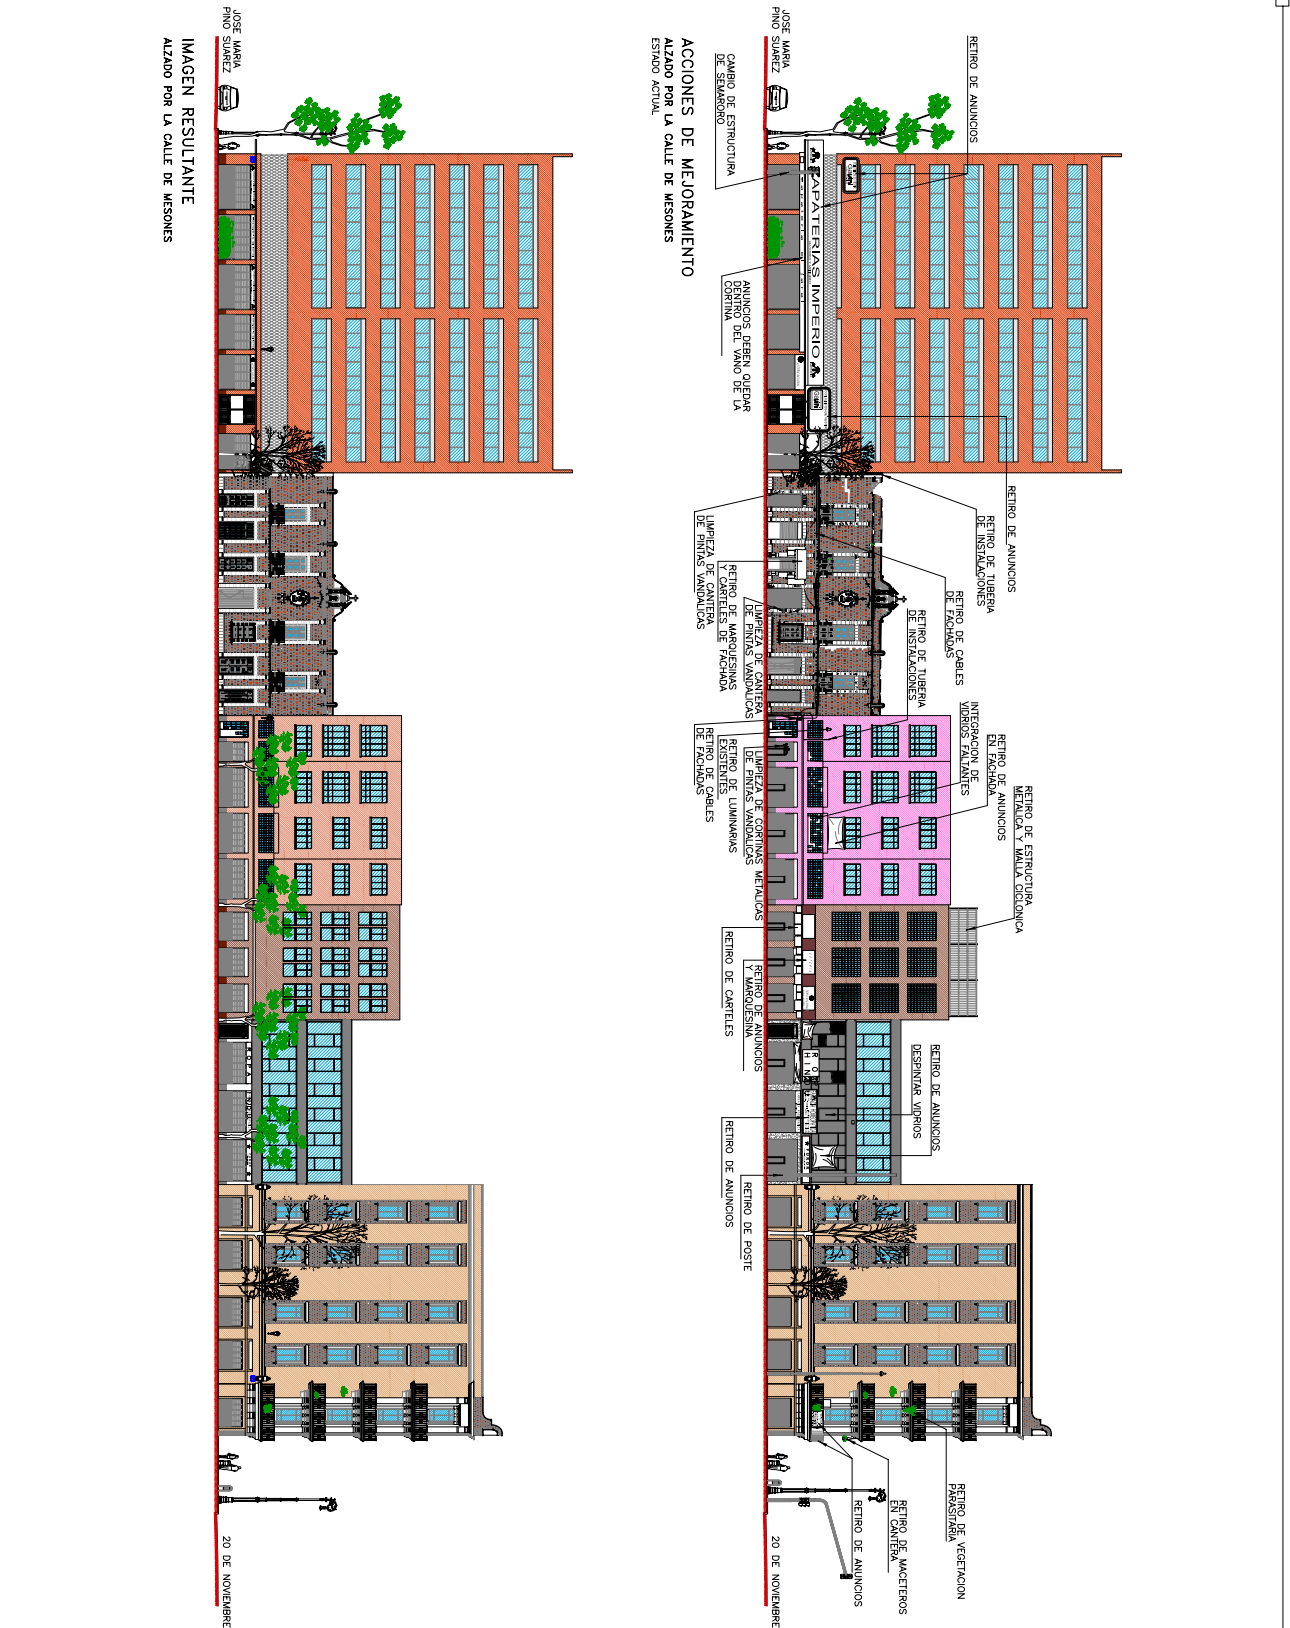 RETIRO DE ANUNCIOS
RETIRO DE ANUNCIOS
RETIRO DE TUBERIA
DE INSTALACIONES
RETIRO DE CABLES
DE FACHADAS
RETIRO DE TUBERIA
DE INSTALACIONES
INTEGRACION DE
VIDRIOS FALTANTES
RETIRO DE ANUNCIOS
EN FACHADA
RETIRO DE ESTRUCTURA
METALICA Y MALLA CICLONICA
RETIRO DE ANUNCIOS
DESPINTAR VIDRIOS
RETIRO DE VEGETACION
PARASITARIA
RETIRO DE MACETEROS
EN CANTERA
RETIRO DE ANUNCIOS
ZAPATERIAS IMPERIO
JOSE MARIA
PINO SUAREZ
20 DE NOVIEMBRE
CAMBIO DE ESTRUCTURA
DE SEMARORO
ANUNCIOS DEBEN QUEDAR
DENTRO DEL VANO DE LA
CORTINA
LIMPIEZA DE CANTERA
DE PINTAS VANDALICAS
RETIRO DE MARQUESINAS
Y CARTELES DE FACHADA
LIMPIEZA DE CANTERA
DE PINTAS VANDALICAS
RETIRO DE CABLES
DE FACHADAS
RETIRO DE LUMINARIAS
EXISTENTES
LIMPIEZA DE CORTINAS METALICAS
DE PINTAS VANDALICAS
RETIRO DE CARTELES
RETIRO DE ANUNCIOS
Y MARQUESINA
RETIRO DE ANUNCIOS
RETIRO DE POSTE
ACCIONES DE MEJORAMIENTO
ALZADO POR LA CALLE DE MESONES
ESTADO ACTUAL
JOSE MARIA
PINO SUAREZ
20 DE NOVIEMBRE
IMAGEN RESULTANTE
ALZADO POR LA CALLE DE MESONES